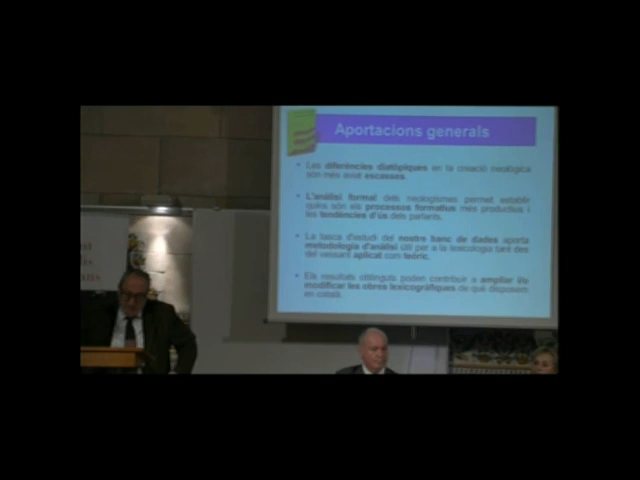 Aportacions generals
• Les diferències diatòpiques en la creació neològica
són més aviat escasses.
• L'anàlisi formal dels neologismes permet establir
quins són els processos formatius més productius i
les tendències d'ús dels parlants.
• La tasca d'estudi del nostre banc de dades aporta
metodologia d'anàlisi útil per a la lexicologia tant des
del vessant aplicat com teòric.
• Els resultats obtinguts poden contribuir a ampliar i/o
modificar les obres lexicogràfiques de què disposem
en català.